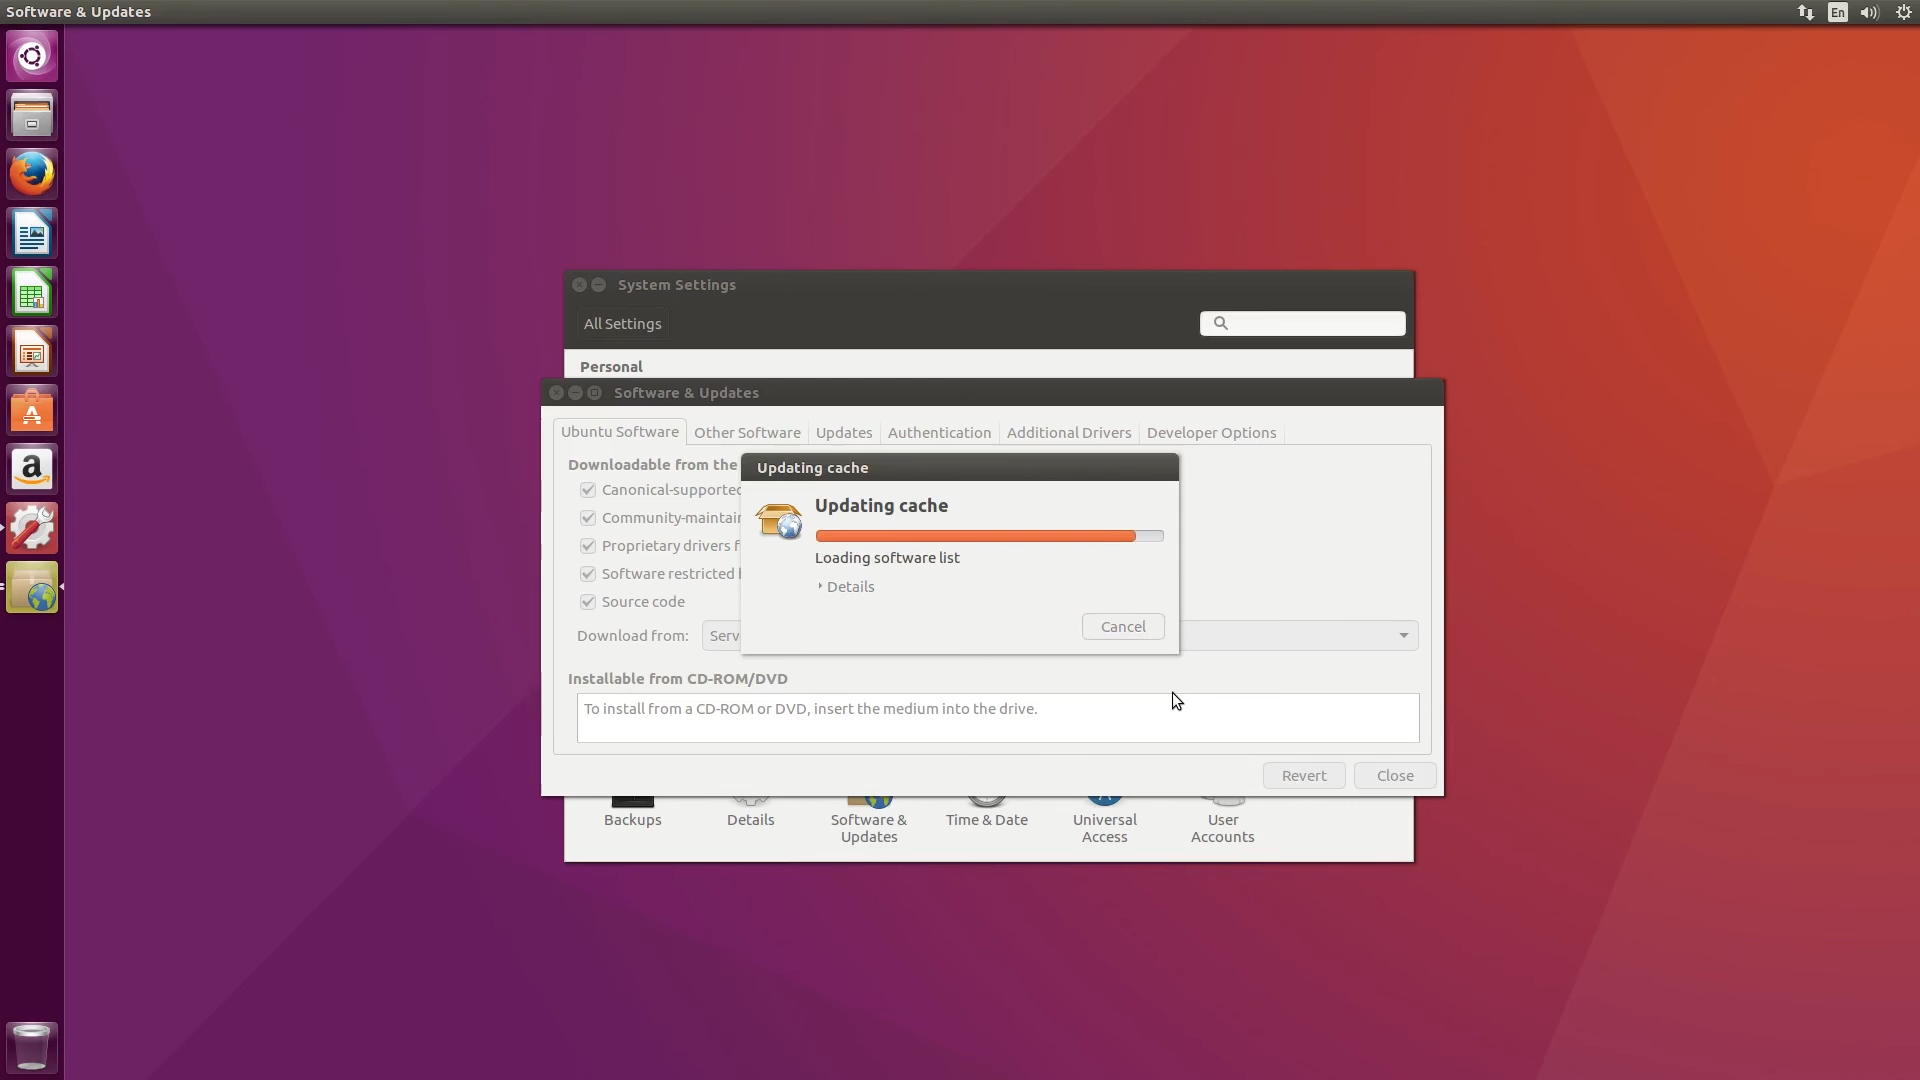 Software & Updates
En
System Settings
All Settings
Personal
Software & Updates
Ubuntu Software
Other Software
Updates
Authentication
Additional Drivers
Developer Options
Downloadable from the
Updating cache
Canonical-supported
Updating cache
Community-maintain
Proprietary drivers f
Loading software list
Software restricted
Details
Source code
Cancel
Download from:
Serv
Installable from CD-ROM/DVD
To install from a CD-ROM or DVD, insert the medium into the drive.
Revert
Close
Backups
Details
Software &
Updates
Time & Date
Universal
Access
User
Accounts